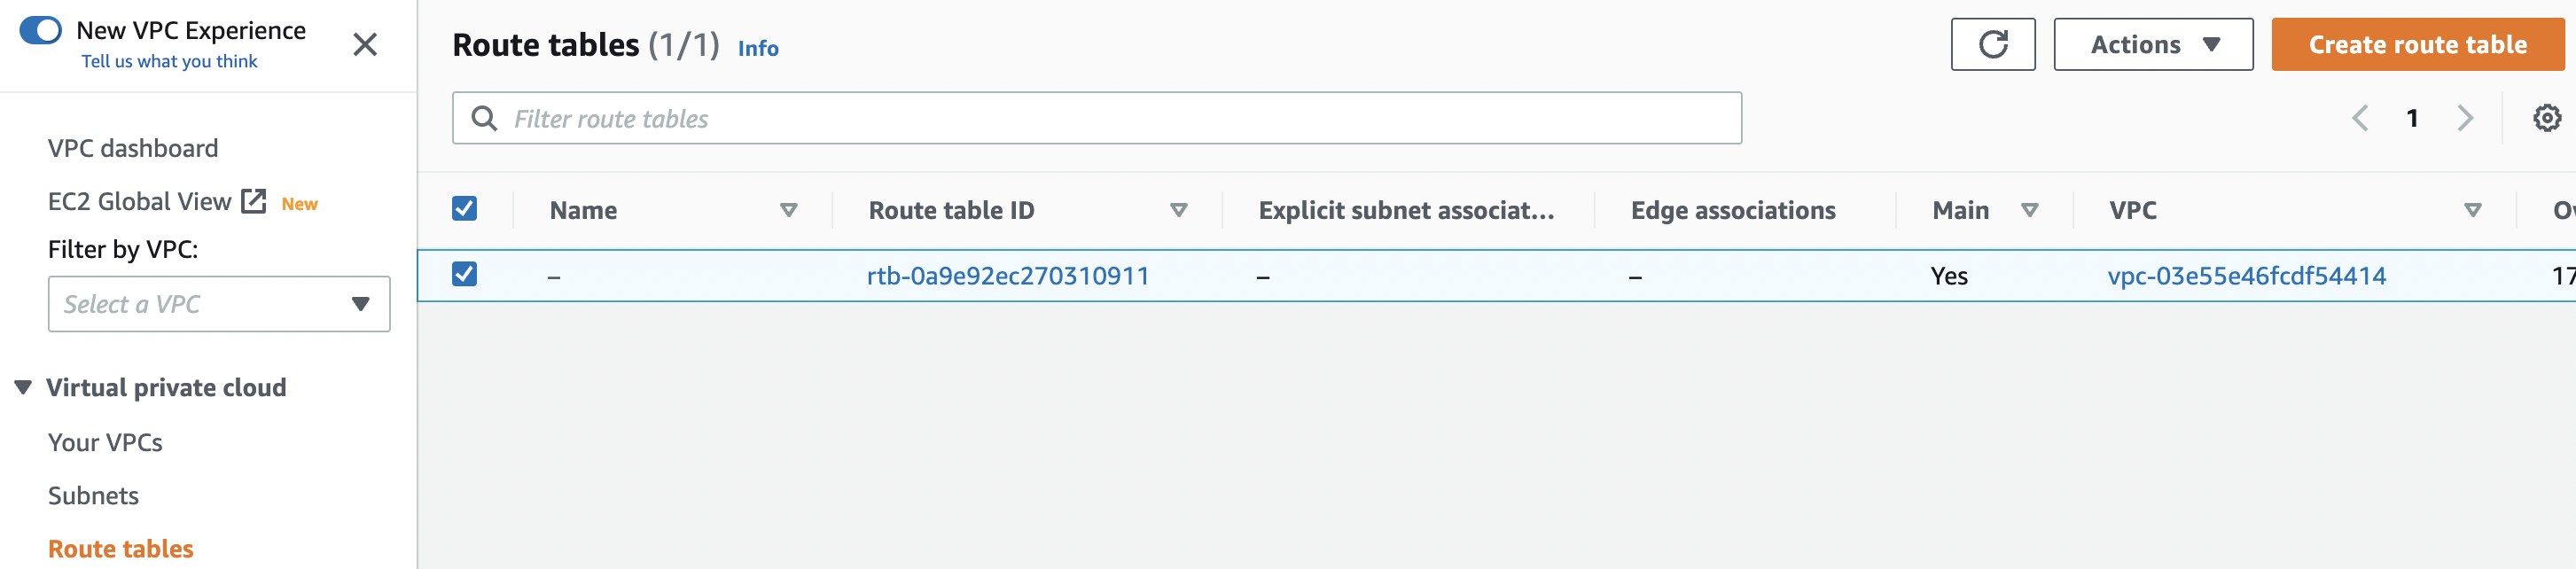 New VPC Experience
Tell us what you think
VPC dashboard
EC2 Global View New
Filter by VPC:
Select a VPC
Virtual private cloud
Your VPCs
Subnets
Route tables
Route tables (1/1) Info
Actions
Create route table
Filter route tables
1
Name Route table ID Explicit subnet associat... Edge associations Main VPC
– rtb-0a9e92ec270310911 – – Yes vpc-03e55e46fcdf54414